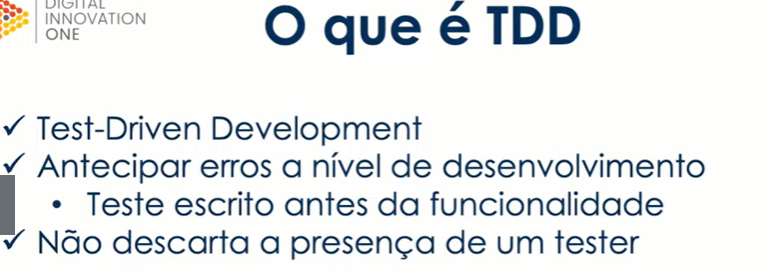 DIGITAL
INNOVATION
ONE
O que é TDD
✓ Test-Driven Development
✓ Antecipar erros a nível de desenvolvimento
• Teste escrito antes da funcionalidade
✓ Não descarta a presença de um tester